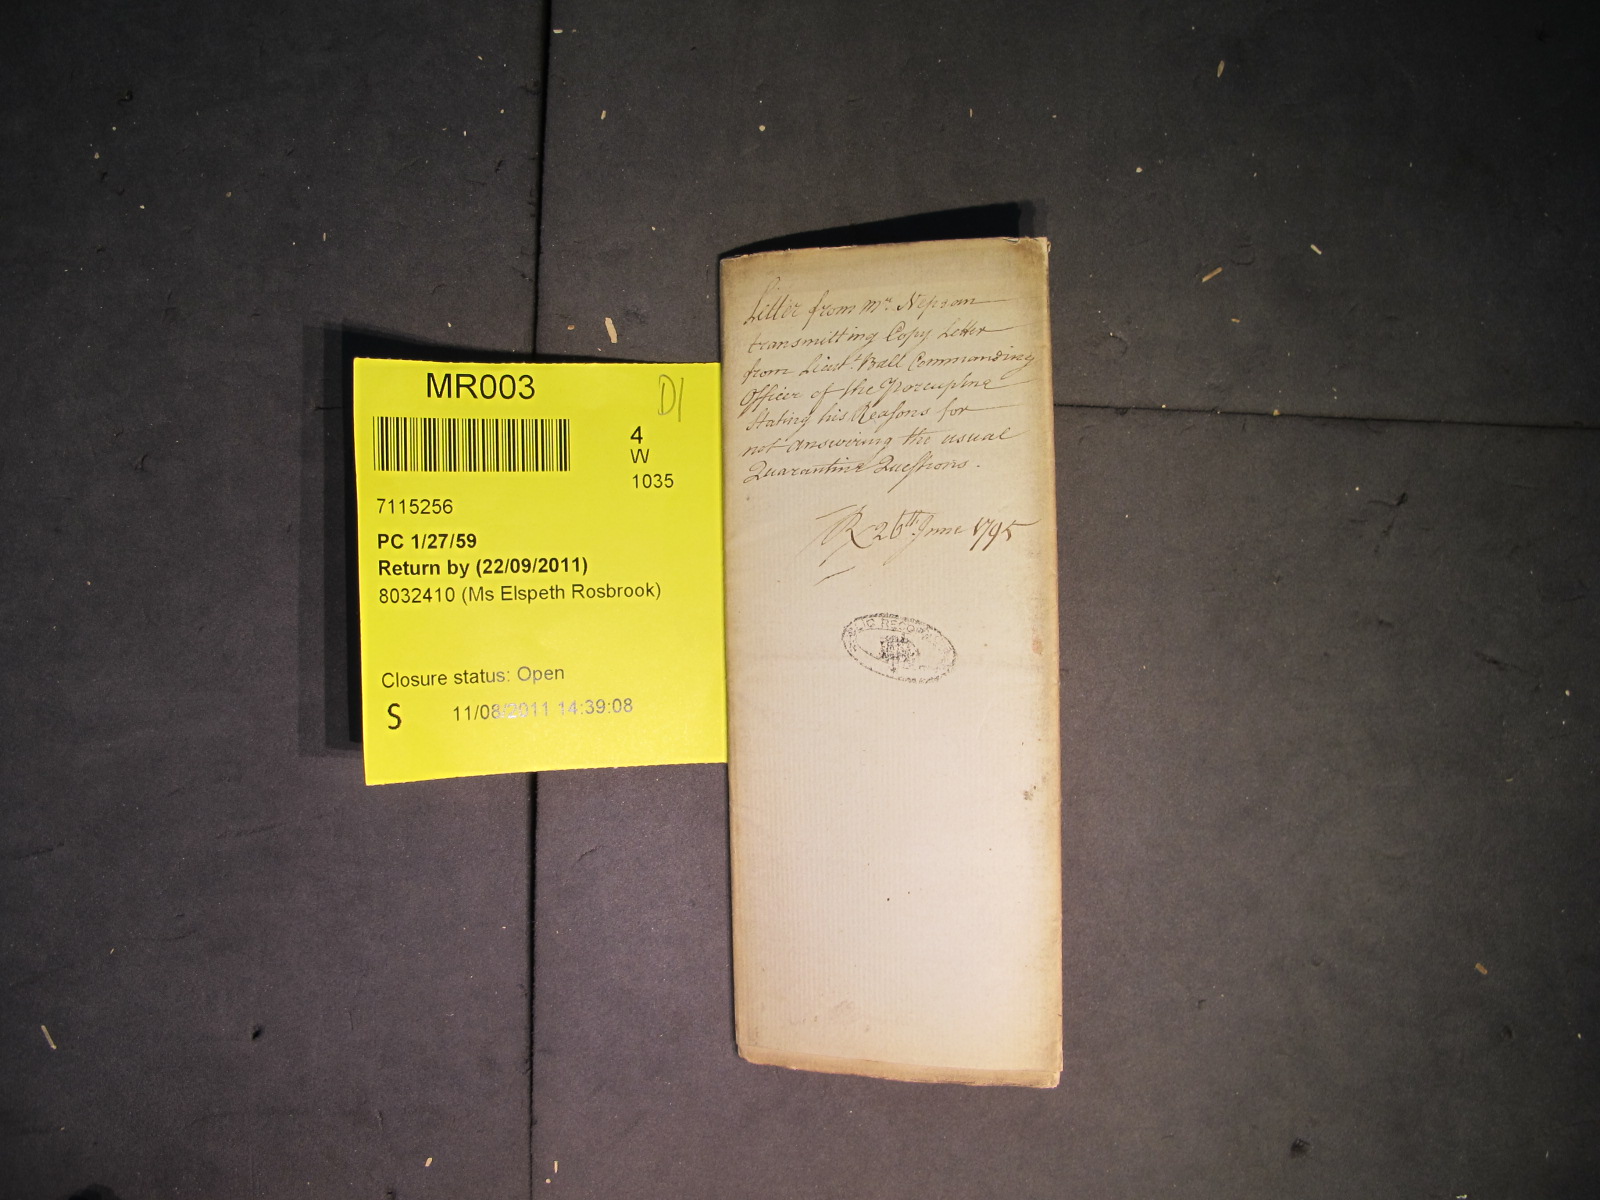 MR003
D1
4
W
1035
7115256
PC 1/27/59
Return by (22/09/2011)
8032410 (Ms Elspeth Rosbrook)
Closure status: Open
S
11/08/2011 14:39:08
Letter from Mr. Nepean
transmitting Copy Letter
from Lieut. Ball Commanding
Officer of the Porcupine
Stating his Reasons for
not answering the usual
Quarantine Questions.
R 26th June 1795
PUBLIC RECORD